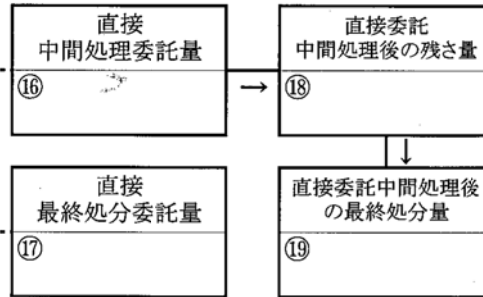 直接
中間処理委託量
⑯
→
直接委託
中間処理後の残さ量
⑱
↓
直接
最終処分委託量
⑰
直接委託中間処理後
の最終処分量
⑲